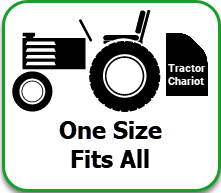 Tractor
Chariot
One Size
Fits All